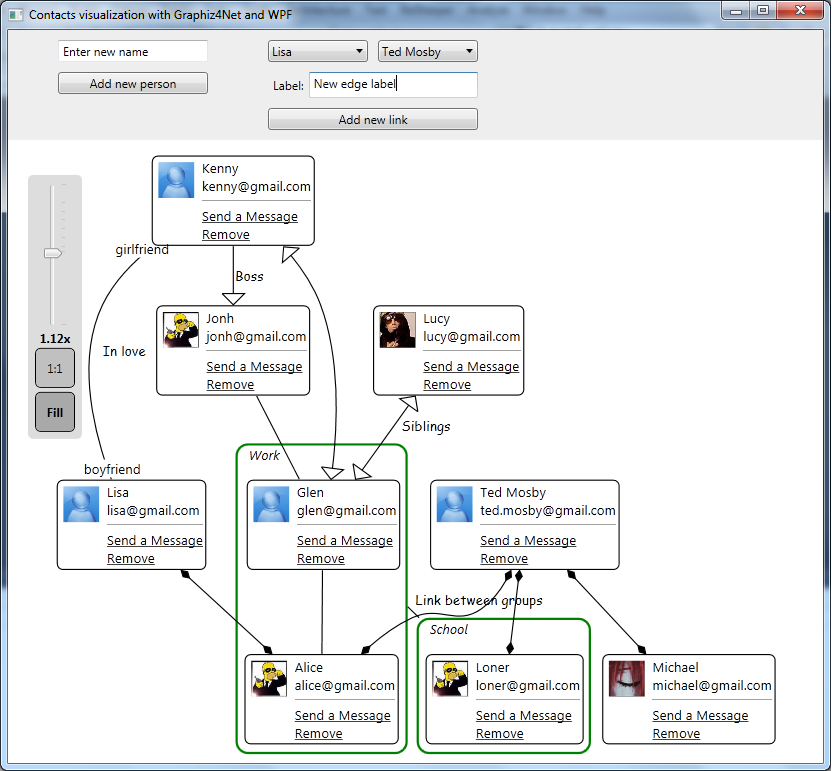 Contacts visualization with Graphiz4Net and WPF
Enter new name
Lisa
Ted Mosby
Add new person
Label:
New edge label
Add new link
Kenny
kenny@gmail.com
Send a Message
Remove
girlfriend
Boss
Jonh
jonh@gmail.com
Send a Message
Remove
Lucy
lucy@gmail.com
Send a Message
Remove
1.12x
1:1
Fill
In love
Siblings
Work
boyfriend
Lisa
lisa@gmail.com
Send a Message
Remove
Glen
glen@gmail.com
Send a Message
Remove
Ted Mosby
ted.mosby@gmail.com
Send a Message
Remove
Link between groups
School
Alice
alice@gmail.com
Send a Message
Remove
Loner
loner@gmail.com
Send a Message
Remove
Michael
michael@gmail.com
Send a Message
Remove